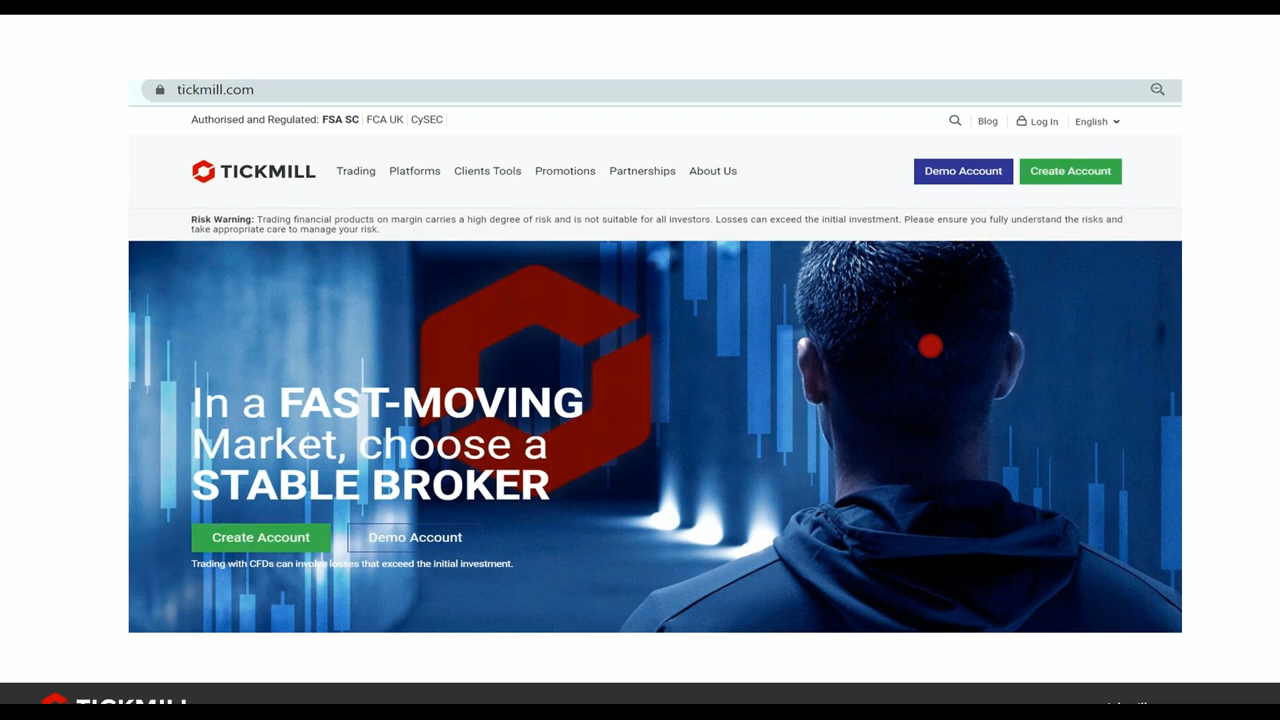 tickmill.com
Authorised and Regulated: FSA SC FCA UK CySEC
Blog Log In English
TICKMILL Trading Platforms Clients Tools Promotions Partnerships About Us Demo Account Create Account
Risk Warning: Trading financial products on margin carries a high degree of risk and is not suitable for all investors. Losses can exceed the initial investment. Please ensure you fully understand the risks and
take appropriate care to manage your risk.
In a FAST-MOVING
Market, choose a
STABLE BROKER
Create Account Demo Account
Trading with CFDs can involve losses that exceed the initial investment.
TICKMILL